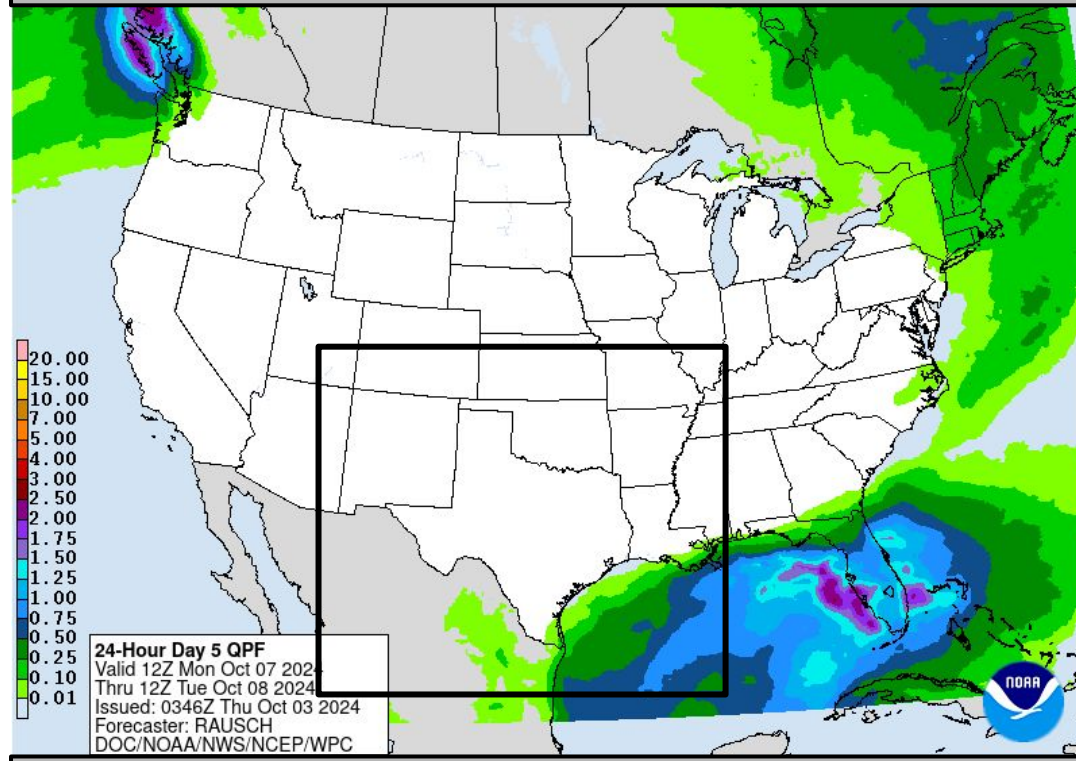 20.00
15.00
10.00
7.00
5.00
4.00
3.00
2.50
2.00
1.75
1.50
1.25
1.00
0.75
0.50
0.25
0.10
0.01
24-Hour Day 5 QPF
Valid 12Z Mon Oct 07 2024
Thru 12Z Tue Oct 08 2024
Issued: 0346Z Thu Oct 03 2024
Forecaster: RAUSCH
DOC/NOAA/NWS/NCEP/WPC
NOAA